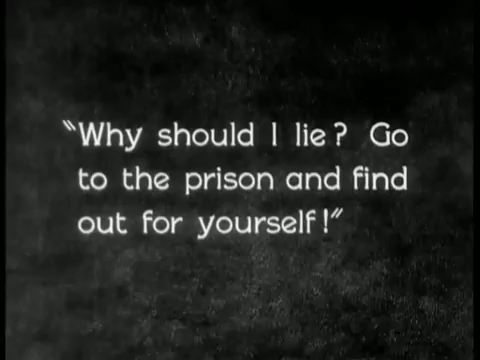 "Why should I lie? Go
to the prison and find
out for yourself!"